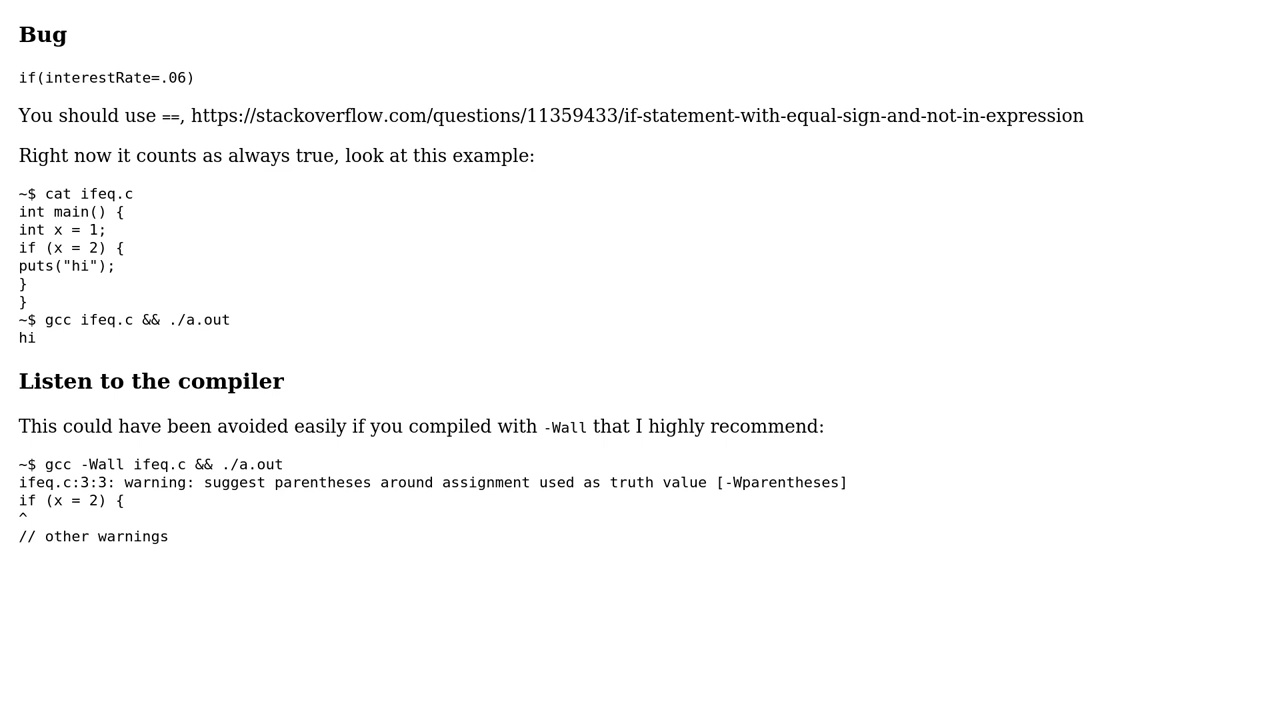 Bug
if(interestRate=.06)
You should use ==, https://stackoverflow.com/questions/11359433/if-statement-with-equal-sign-and-not-in-expression
Right now it counts as always true, look at this example:
~$ cat ifeq.c
int main() {
int x = 1;
if (x = 2) {
puts("hi");
}
}
~$ gcc ifeq.c && ./a.out
hi
Listen to the compiler
This could have been avoided easily if you compiled with -Wall that I highly recommend:
~$ gcc -Wall ifeq.c && ./a.out
ifeq.c:3:3: warning: suggest parentheses around assignment used as truth value [-Wparentheses]
if (x = 2) {
^
// other warnings